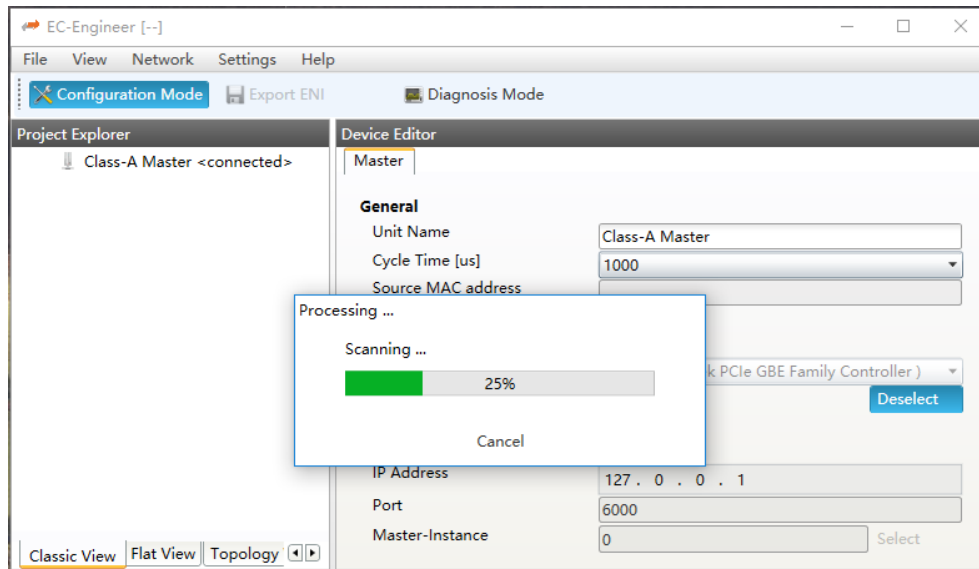 EC-Engineer [--]
File View Network Settings Help
Configuration Mode Export ENI Diagnosis Mode
Project Explorer
Class-A Master <connected>
Device Editor
Master
General
Unit Name Class-A Master
Cycle Time [us] 1000
Source MAC address
Processing ...
Scanning ...
25%
Cancel
k PCIe GBE Family Controller )
Deselect
IP Address 127 . 0 . 0 . 1
Port 6000
Master-Instance 0 Select
Classic View Flat View Topology